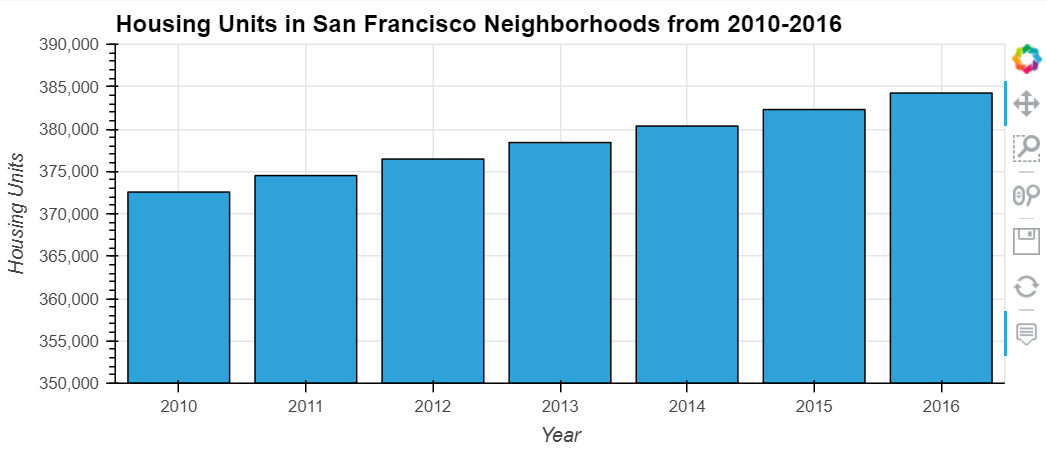 Housing Units in San Francisco Neighborhoods from 2010-2016
390,000
385,000
380,000
375,000
370,000
365,000
360,000
355,000
350,000
Housing Units
2010 2011 2012 2013 2014 2015 2016
Year